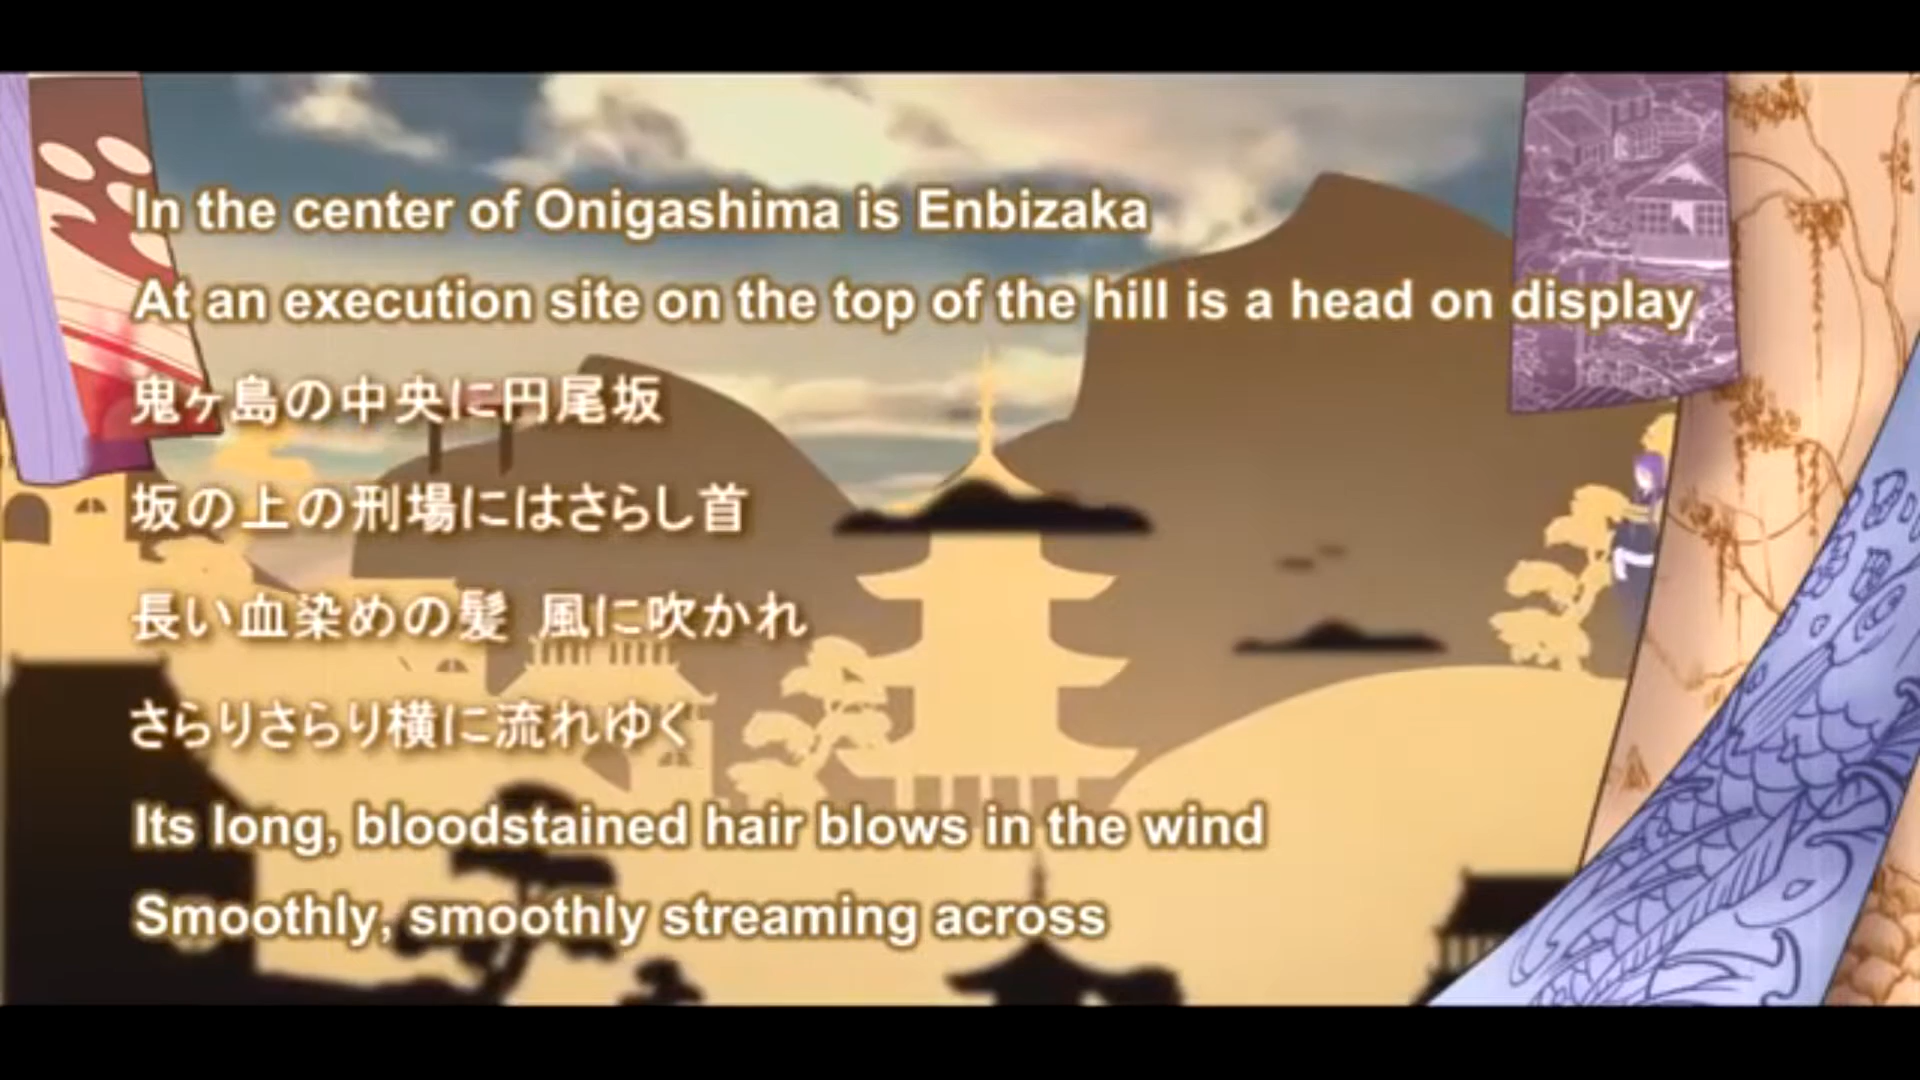 In the center of Onigashima is Enbizaka
At an execution site on the top of the hill is a head on display
鬼ヶ島の中央に円尾坂
坂の上の刑場にはさらし首
長い血染めの髪 風に吹かれ
さらりさらり横に流れゆく
Its long, bloodstained hair blows in the wind
Smoothly, smoothly streaming across